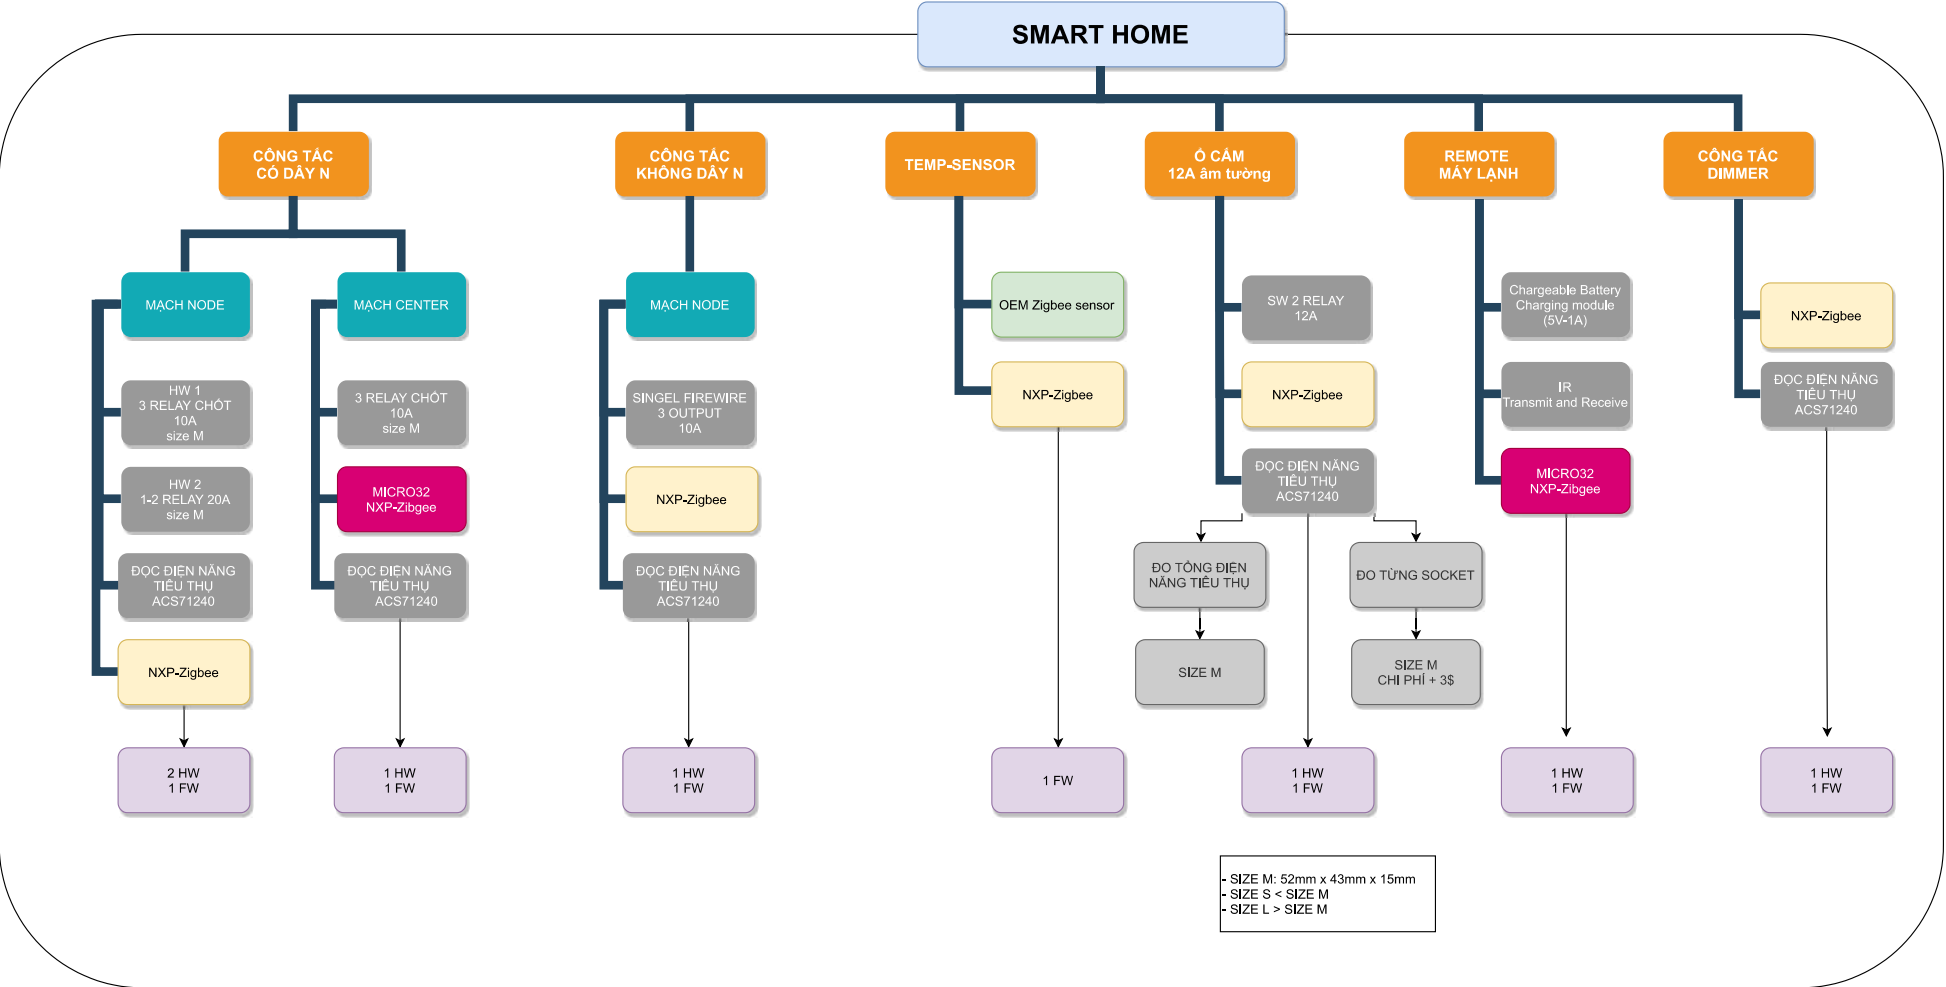 SMART HOME
CÔNG TẮC
CÓ DÂY N
CÔNG TẮC
KHÔNG DÂY N
TEMP-SENSOR
Ổ CẮM
12A âm tường
REMOTE
MÁY LẠNH
CÔNG TẮC
DIMMER
MẠCH NODE
MẠCH CENTER
MẠCH NODE
OEM Zigbee sensor
SW 2 RELAY
12A
Chargeable Battery
Charging module
(5V-1A)
NXP-Zigbee
HW 1
3 RELAY CHỐT
10A
size M
3 RELAY CHỐT
10A
size M
SINGEL FIREWIRE
3 OUTPUT
10A
NXP-Zigbee
NXP-Zigbee
IR
Transmit and Receive
ĐỌC ĐIỆN NĂNG
TIÊU THỤ
ACS71240
HW 2
1-2 RELAY 20A
size M
MICRO32
NXP-Zibgee
NXP-Zigbee
ĐỌC ĐIỆN NĂNG
TIÊU THỤ
ACS71240
MICRO32
NXP-Zibgee
ĐỌC ĐIỆN NĂNG
TIÊU THỤ
ACS71240
ĐỌC ĐIỆN NĂNG
TIÊU THỤ
ACS71240
ĐỌC ĐIỆN NĂNG
TIÊU THỤ
ACS71240
ĐO TỔNG ĐIỆN
NĂNG TIÊU THỤ
ĐO TỪNG SOCKET
NXP-Zigbee
SIZE M
SIZE M
CHI PHÍ + 3$
2 HW
1 FW
1 HW
1 FW
1 HW
1 FW
1 FW
1 HW
1 FW
1 HW
1 FW
1 HW
1 FW
- SIZE M: 52mm x 43mm x 15mm
- SIZE S < SIZE M
- SIZE L > SIZE M